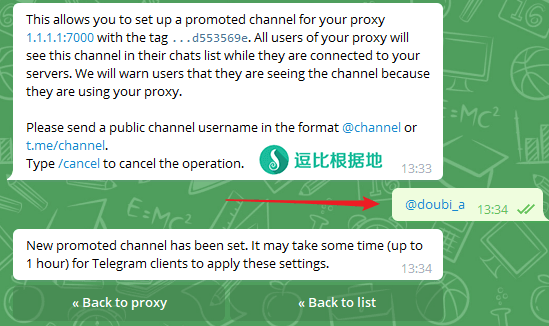 This allows you to set up a promoted channel for your proxy
1.1.1.1:7000 with the tag ...d553569e. All users of your proxy will
see this channel in their chats list while they are connected to your
servers. We will warn users that they are seeing the channel because
they are using your proxy.
Please send a public channel username in the format @channel or
t.me/channel.
Type /cancel to cancel the operation.
逗比根据地
13:33
@doubi_a 13:34
New promoted channel has been set. It may take some time (up to
1 hour) for Telegram clients to apply these settings.
13:34
« Back to proxy
« Back to list